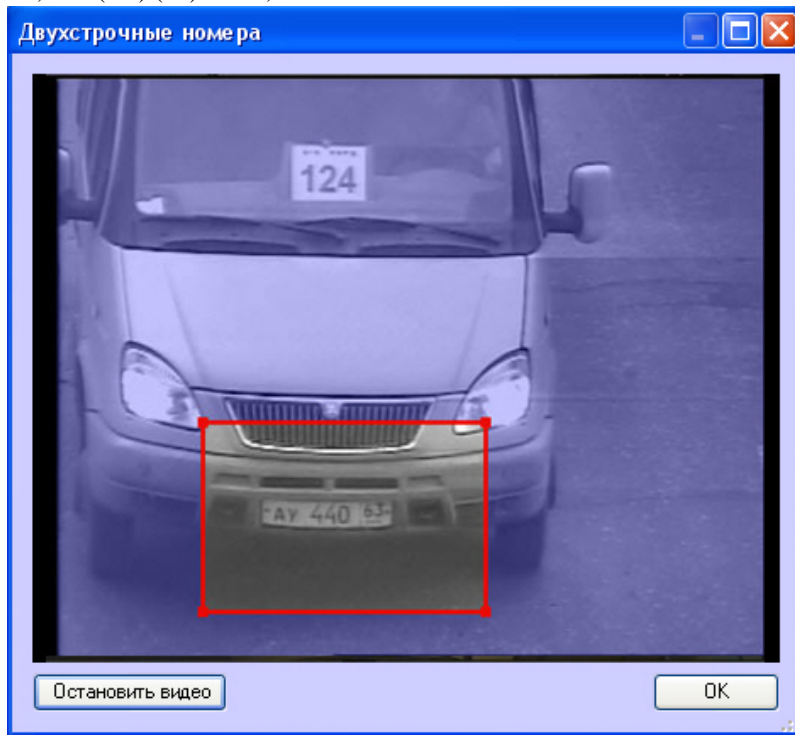 Двухстрочные номера
124
АУ 440 63
Остановить видео
OK